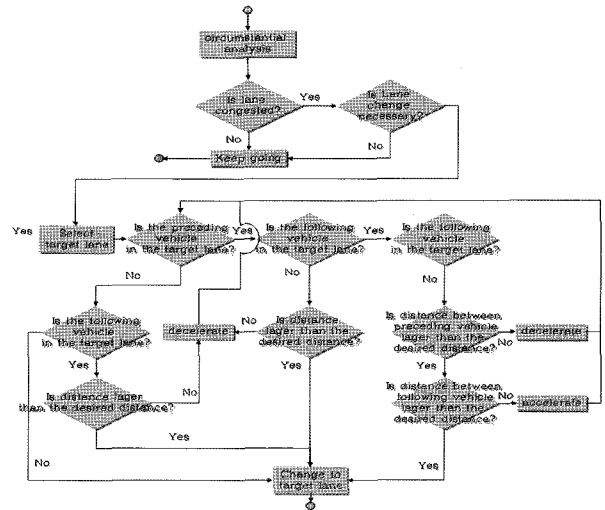 circumstantial
analysis
Is lane
congested?
Yes
Is Lane
change
necessary?
No
No
Keep going
Yes
Select
target lane
Is the preceding
vehicle
in the target lane?
Yes
Is the following
vehicle
in the target lane?
Yes
Is the following
vehicle
in the target lane?
No
No
No
Is the following
vehicle
in the target lane?
decelerate
No
Is distance
lager than the
desired distance?
Is distance between
preceding vehicle
lager than the
desired distance?
No
decelerate
Yes
Yes
Yes
Is distance lager
than the desired distance?
No
Is distance between
following vehicle
lager than the
desired distance?
No
accelerate
Yes
No
Yes
Change to
target lane